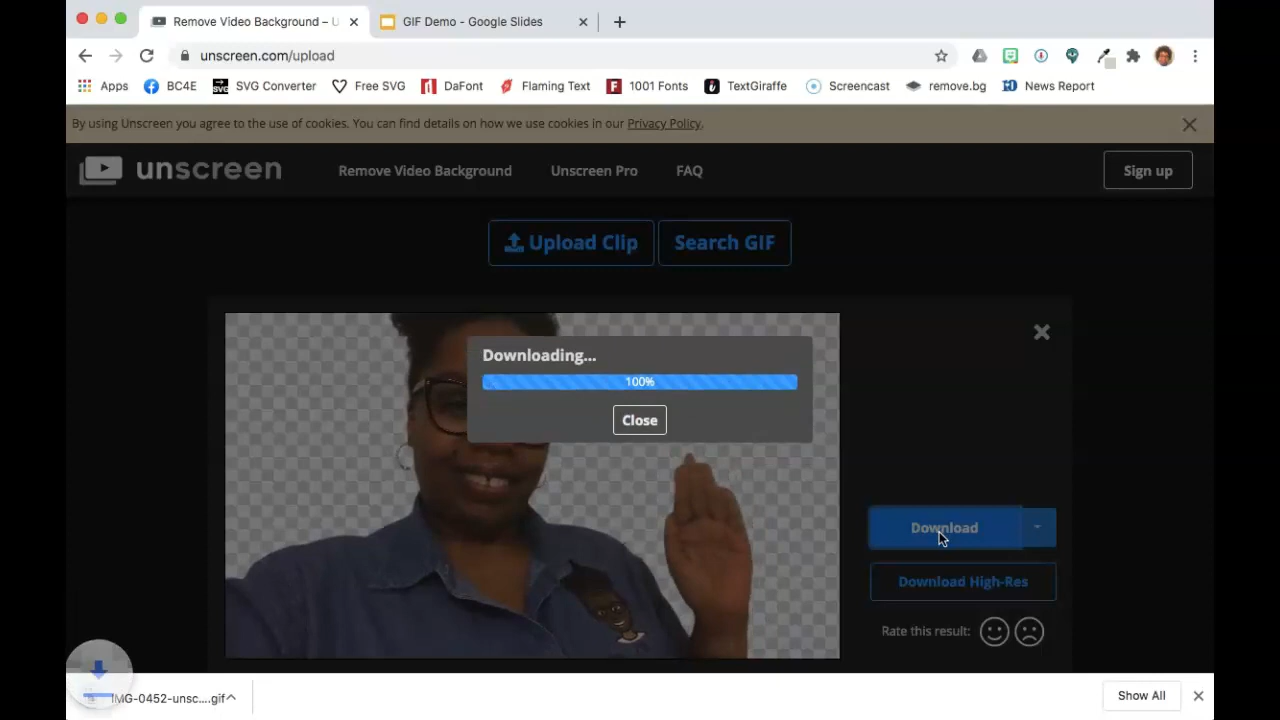 Remove Video Background – U
GIF Demo - Google Slides
unscreen.com/upload
Apps BC4E SVG Converter Free SVG DaFont Flaming Text 1001 Fonts TextGiraffe Screencast remove.bg News Report
By using Unscreen you agree to the use of cookies. You can find details on how we use cookies in our Privacy Policy.
unscreen Remove Video Background Unscreen Pro FAQ Sign up
Upload Clip Search GIF
Downloading...
100%
Close
Download
Download High-Res
Rate this result:
IMG-0452-unsc....gif
Show All